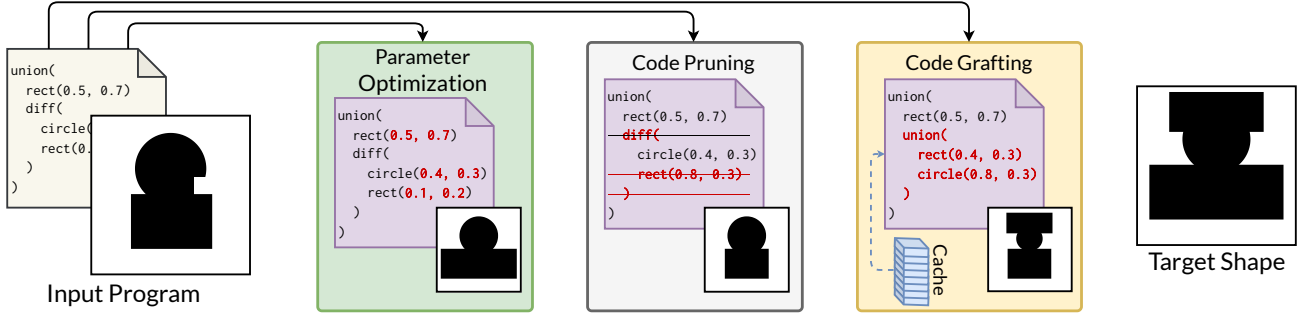 union(
rect(0.5, 0.7)
diff(
circle(
rect(0.
)
)
Input Program
Parameter
Optimization
union(
rect(0.5, 0.7)
diff(
circle(0.4, 0.3)
rect(0.1, 0.2)
)
)
Code Pruning
union(
rect(0.5, 0.7)
diff(
circle(0.4, 0.3)
rect(0.8, 0.3)
)
)
Code Grafting
union(
rect(0.5, 0.7)
union(
rect(0.4, 0.3)
circle(0.8, 0.3)
)
)
Cache
Target Shape